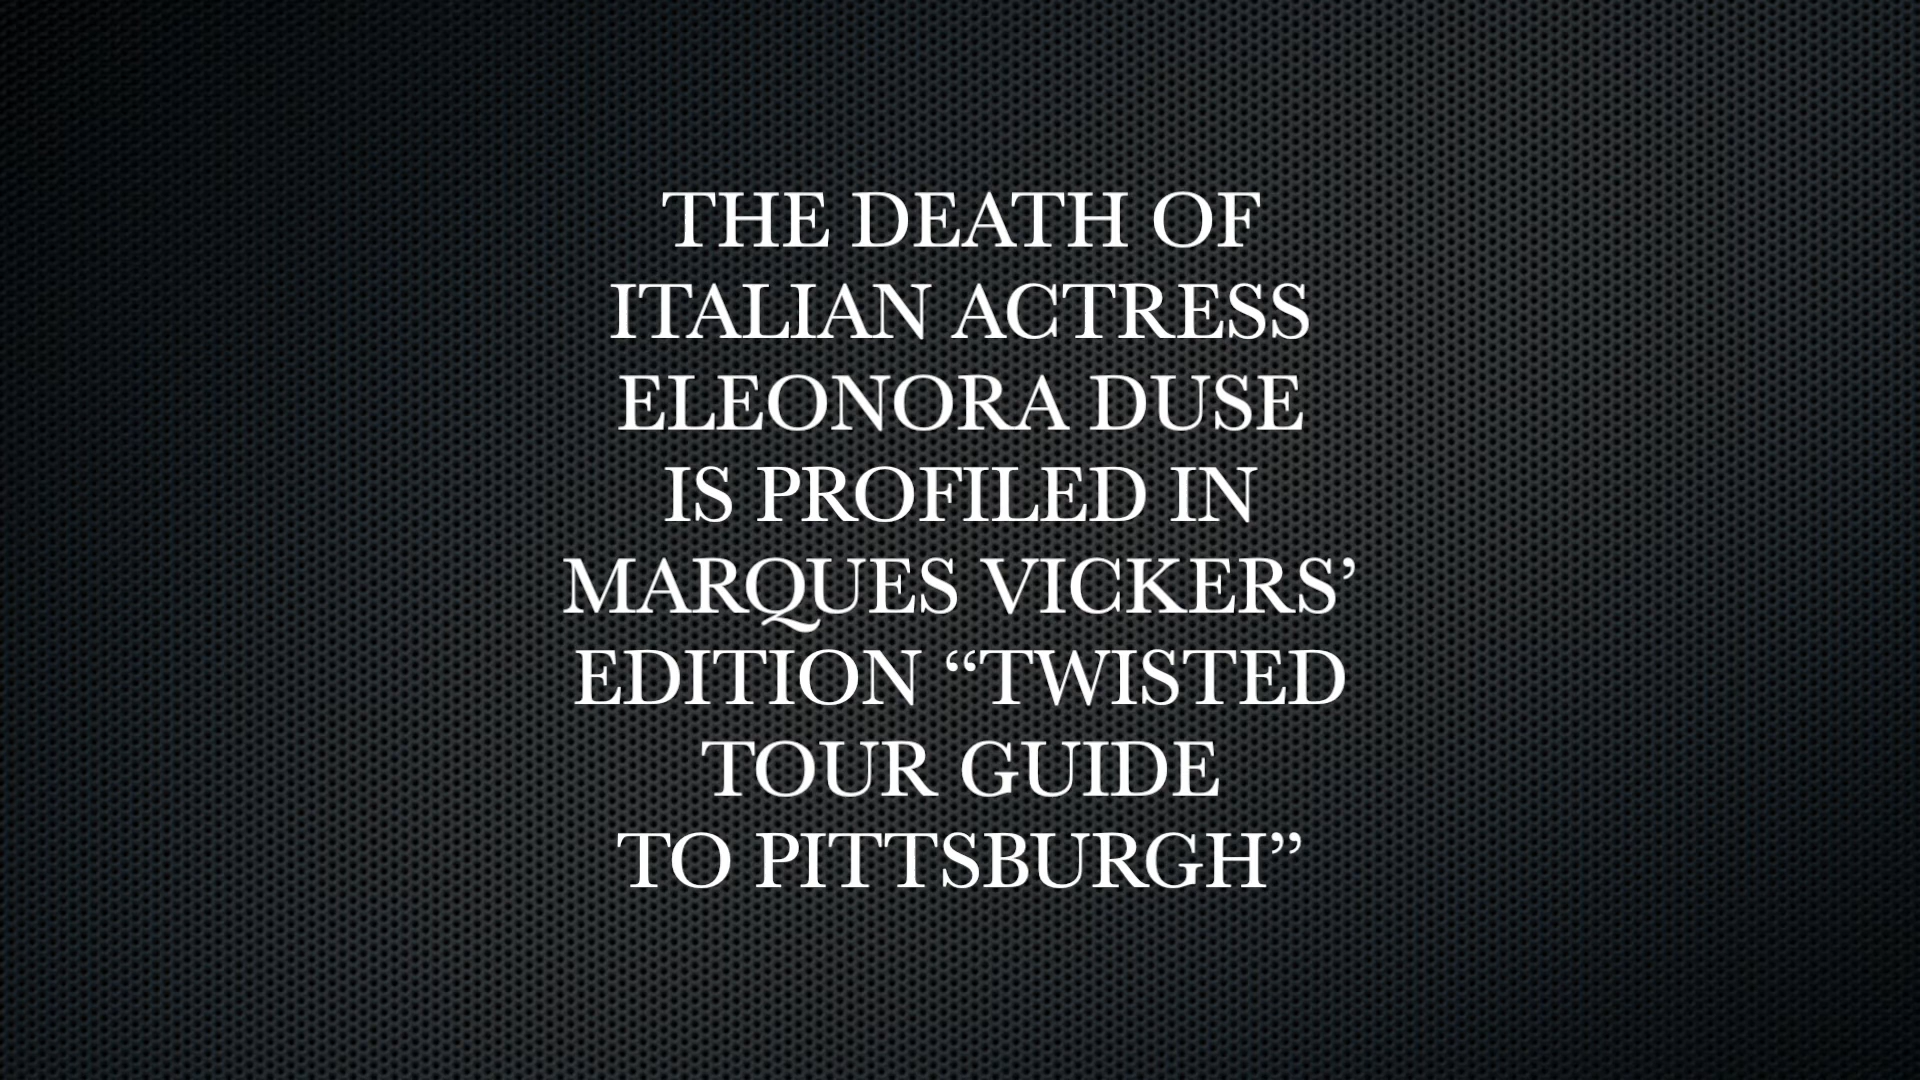 THE DEATH OF
ITALIAN ACTRESS
ELEONORA DUSE
IS PROFILED IN
MARQUES VICKERS’
EDITION “TWISTED
TOUR GUIDE
TO PITTSBURGH”